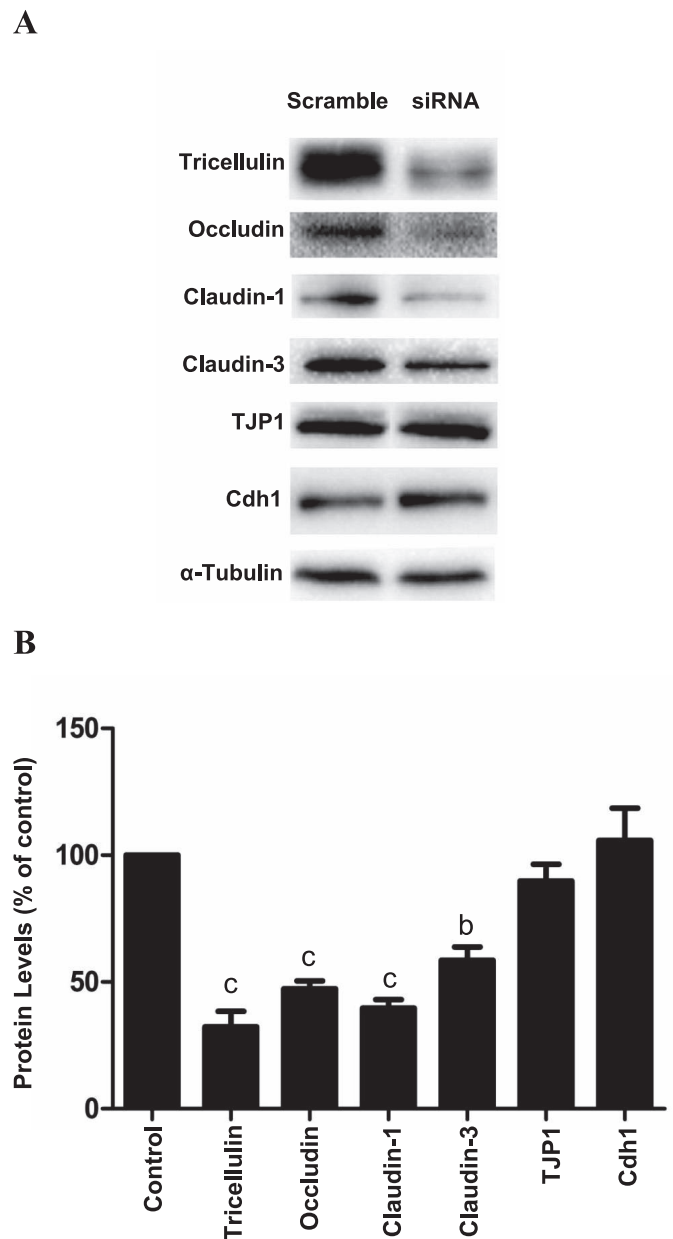 A
Scramble siRNA
Tricellulin
Occludin
Claudin-1
Claudin-3
TJP1
Cdh1
α-Tubulin
B
Protein Levels (% of control)
150
100
50
0
c
c
c
b
Control
Tricellulin
Occludin
Claudin-1
Claudin-3
TJP1
Cdh1